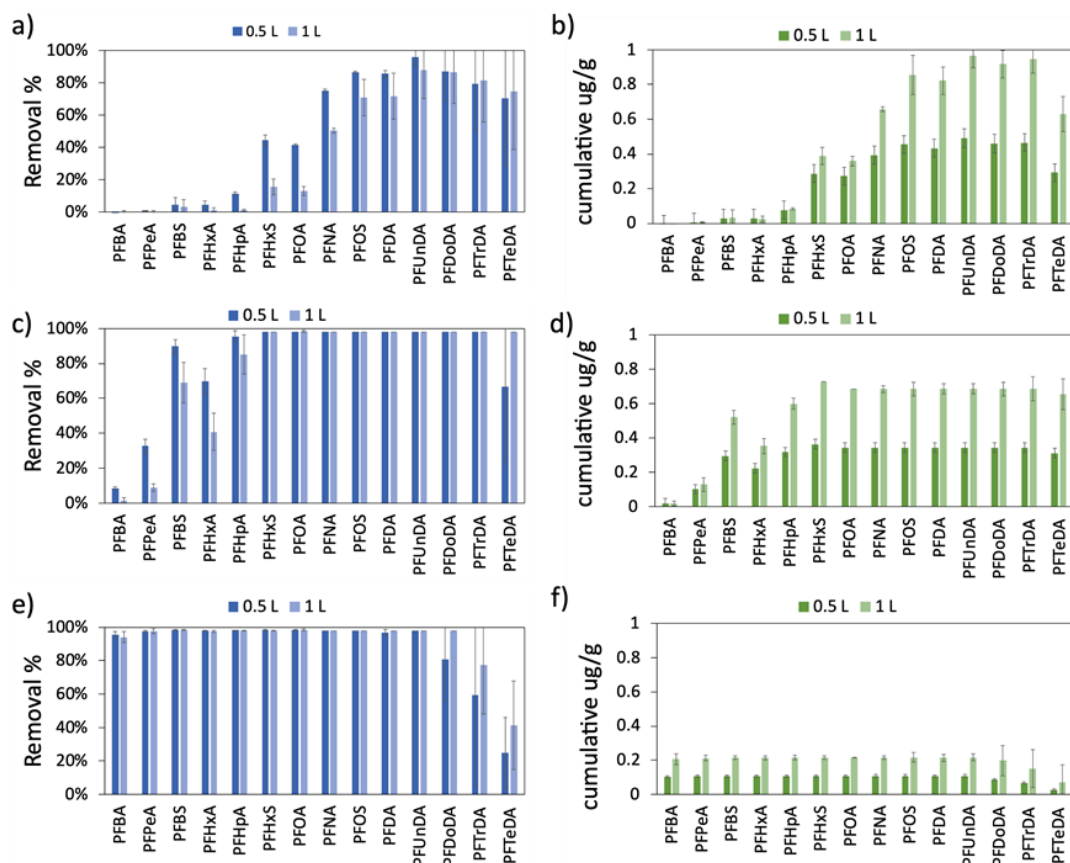 a)
0.5 L 1 L
Removal %
100%
80%
60%
40%
20%
0%
PFBA
PFPeA
PFBS
PFHxA
PFHpA
PFHxS
PFOA
PFNA
PFOS
PFDA
PFUnDA
PFDoDA
PFTrDA
PFTeDA
b)
0.5 L 1 L
cumulative ug/g
1
0.8
0.6
0.4
0.2
0
PFBA
PFPeA
PFBS
PFHxA
PFHpA
PFHxS
PFOA
PFNA
PFOS
PFDA
PFUnDA
PFDoDA
PFTrDA
PFTeDA
c)
0.5 L 1 L
Removal %
100%
80%
60%
40%
20%
0%
PFBA
PFPeA
PFBS
PFHxA
PFHpA
PFHxS
PFOA
PFNA
PFOS
PFDA
PFUnDA
PFDoDA
PFTrDA
PFTeDA
d)
0.5 L 1 L
cumulative ug/g
1
0.8
0.6
0.4
0.2
0
PFBA
PFPeA
PFBS
PFHxA
PFHpA
PFHxS
PFOA
PFNA
PFOS
PFDA
PFUnDA
PFDoDA
PFTrDA
PFTeDA
e)
0.5 L 1 L
Removal %
100%
80%
60%
40%
20%
0%
PFBA
PFPeA
PFBS
PFHxA
PFHpA
PFHxS
PFOA
PFNA
PFOS
PFDA
PFUnDA
PFDoDA
PFTrDA
PFTeDA
f)
0.5 L 1 L
cumulative ug/g
1
0.8
0.6
0.4
0.2
0
PFBA
PFPeA
PFBS
PFHxA
PFHpA
PFHxS
PFOA
PFNA
PFOS
PFDA
PFUnDA
PFDoDA
PFTrDA
PFTeDA